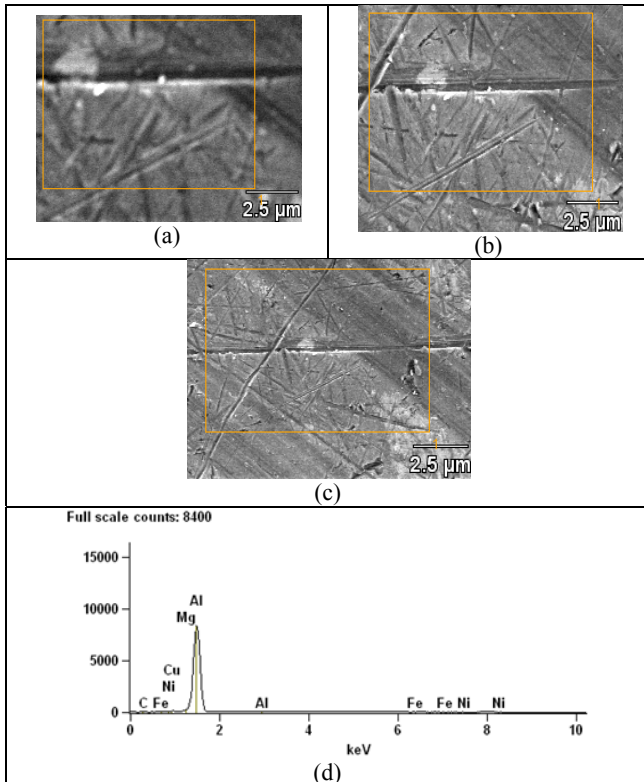 2.5 µm
(a)
2.5 µm
(b)
2.5 µm
(c)
Full scale counts: 8400
15000
10000
5000
0
Al
Mg
Cu
Ni
C Fe
Al
Fe
Fe Ni
Ni
0 2 4 6 8 10
keV
(d)